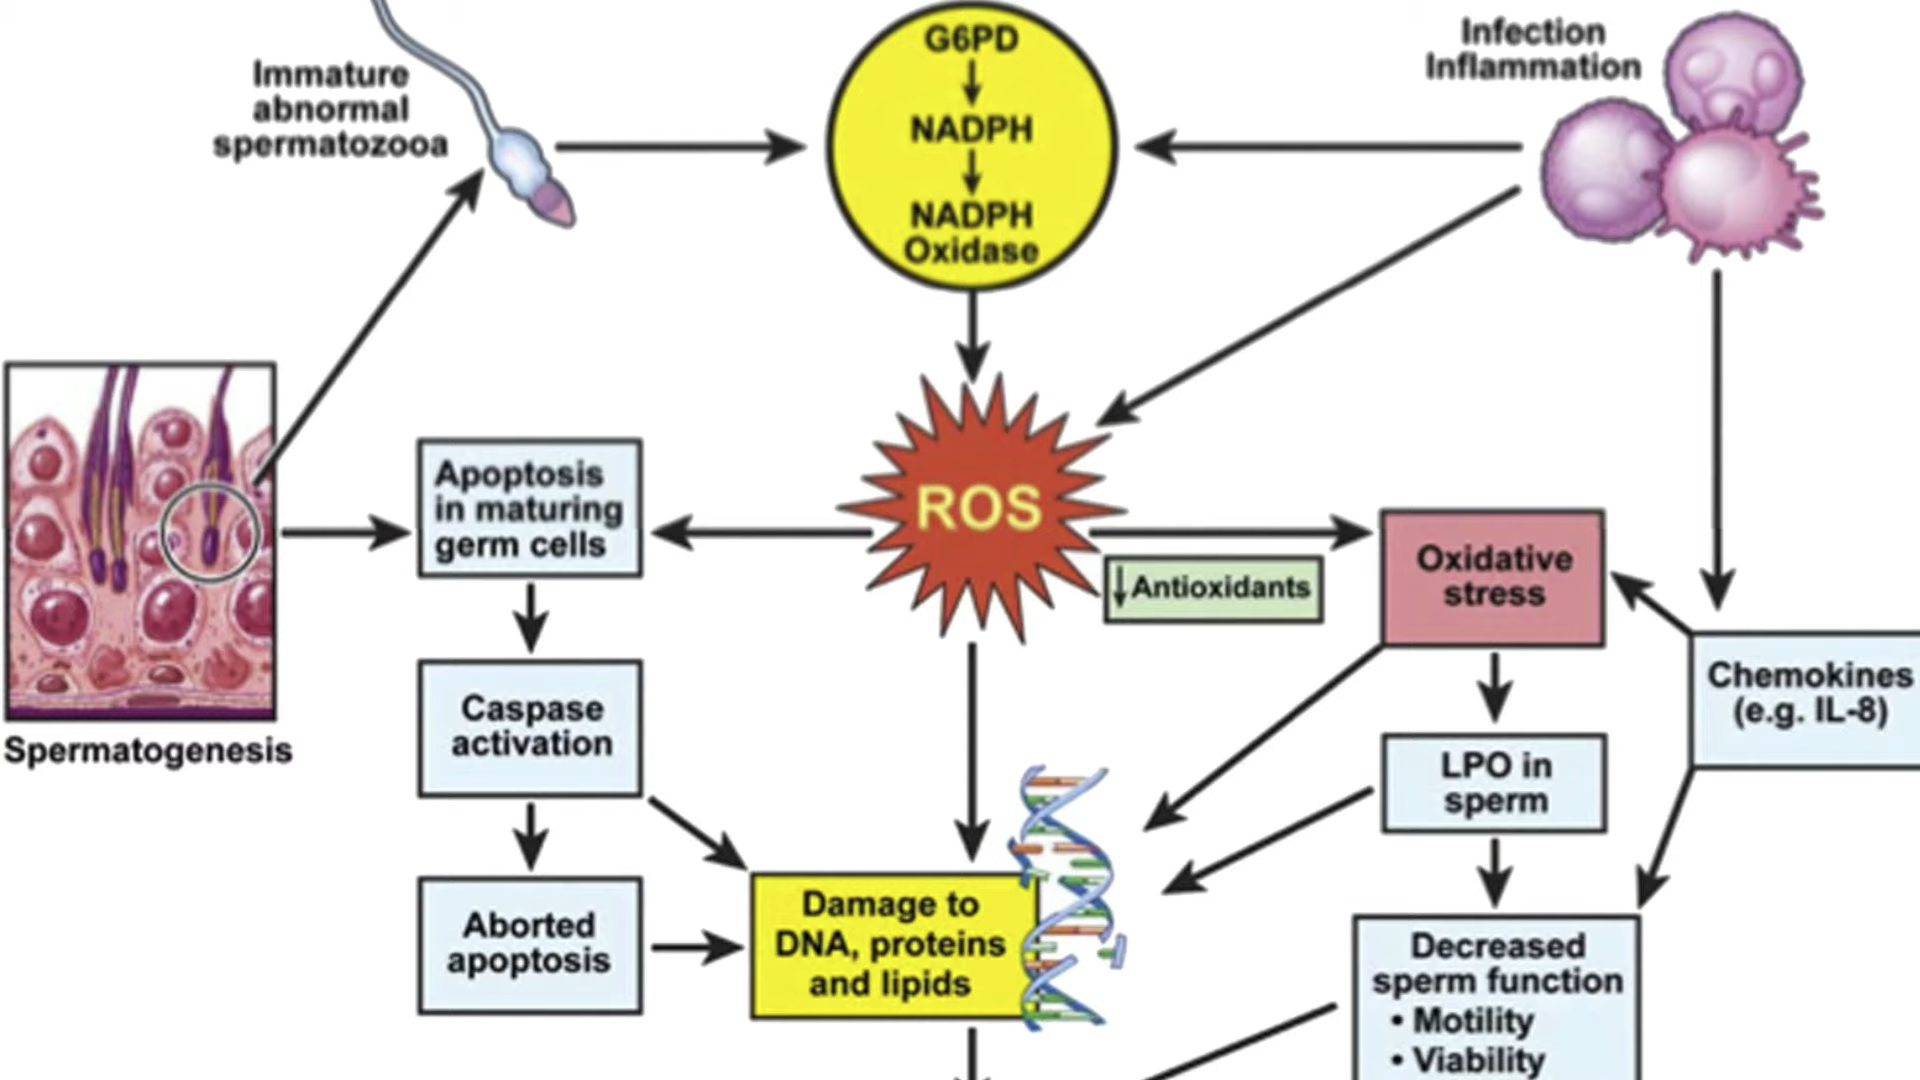 Immature
abnormal
spermatozooa
G6PD
NADPH
NADPH
Oxidase
Infection
Inflammation
Spermatogenesis
Apoptosis
in maturing
germ cells
ROS
↓Antioxidants
Oxidative
stress
Chemokines
(e.g. IL-8)
Caspase
activation
LPO in
sperm
Aborted
apoptosis
Damage to
DNA, proteins
and lipids
Decreased
sperm function
• Motility
• Viability